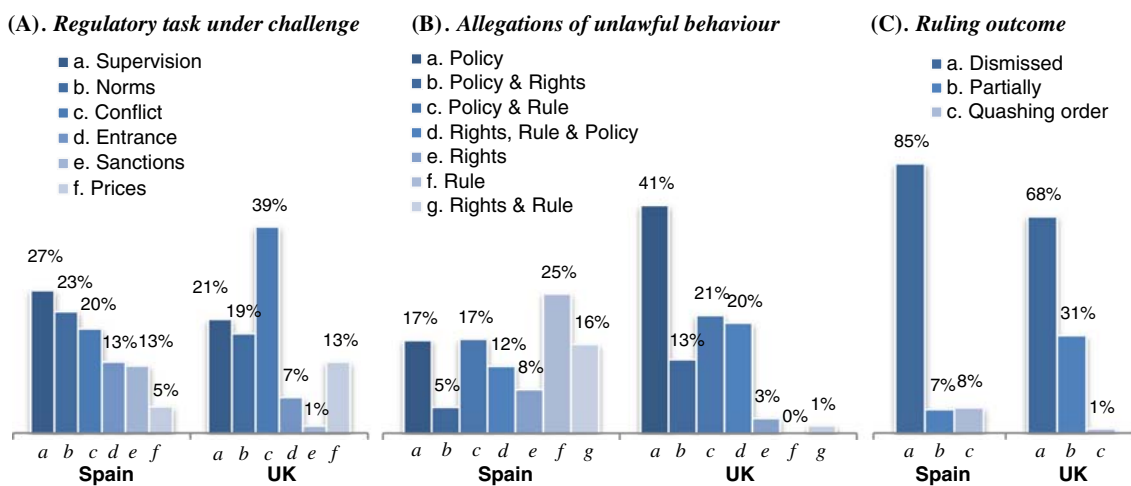 (A). Regulatory task under challenge
a. Supervision
b. Norms
c. Conflict
d. Entrance
e. Sanctions
f. Prices
27%
23%
20%
13%
13%
5%
21%
19%
39%
7%
1%
13%
a b c d e f
a b c d e f
Spain
UK
(B). Allegations of unlawful behaviour
a. Policy
b. Policy & Rights
c. Policy & Rule
d. Rights, Rule & Policy
e. Rights
f. Rule
g. Rights & Rule
17%
5%
17%
12%
8%
25%
16%
41%
13%
21%
20%
3%
0%
1%
a b c d e f g
a b c d e f g
Spain
UK
(C). Ruling outcome
a. Dismissed
b. Partially
c. Quashing order
85%
7%
8%
68%
31%
1%
a b c
a b c
Spain
UK